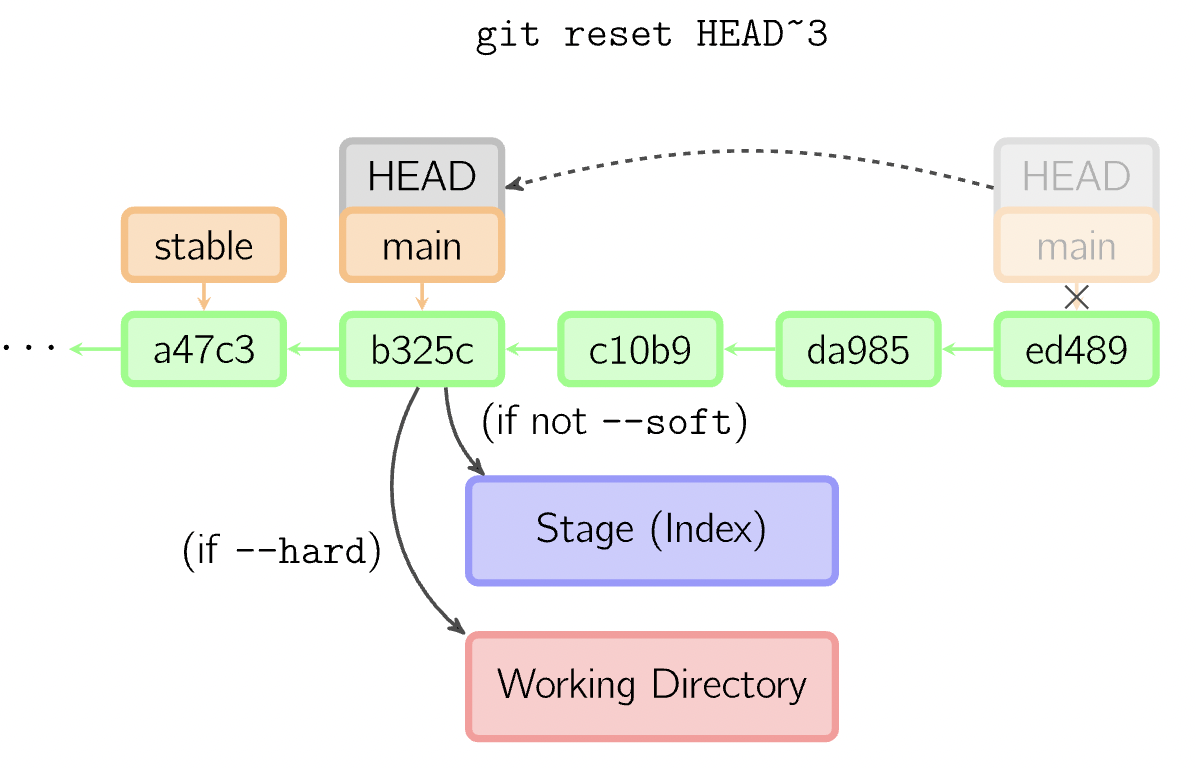 git reset HEAD~3
HEAD HEAD
stable main main
... a47c3 b325c c10b9 da985 ed489
(if not --soft)
Stage (Index)
(if --hard)
Working Directory